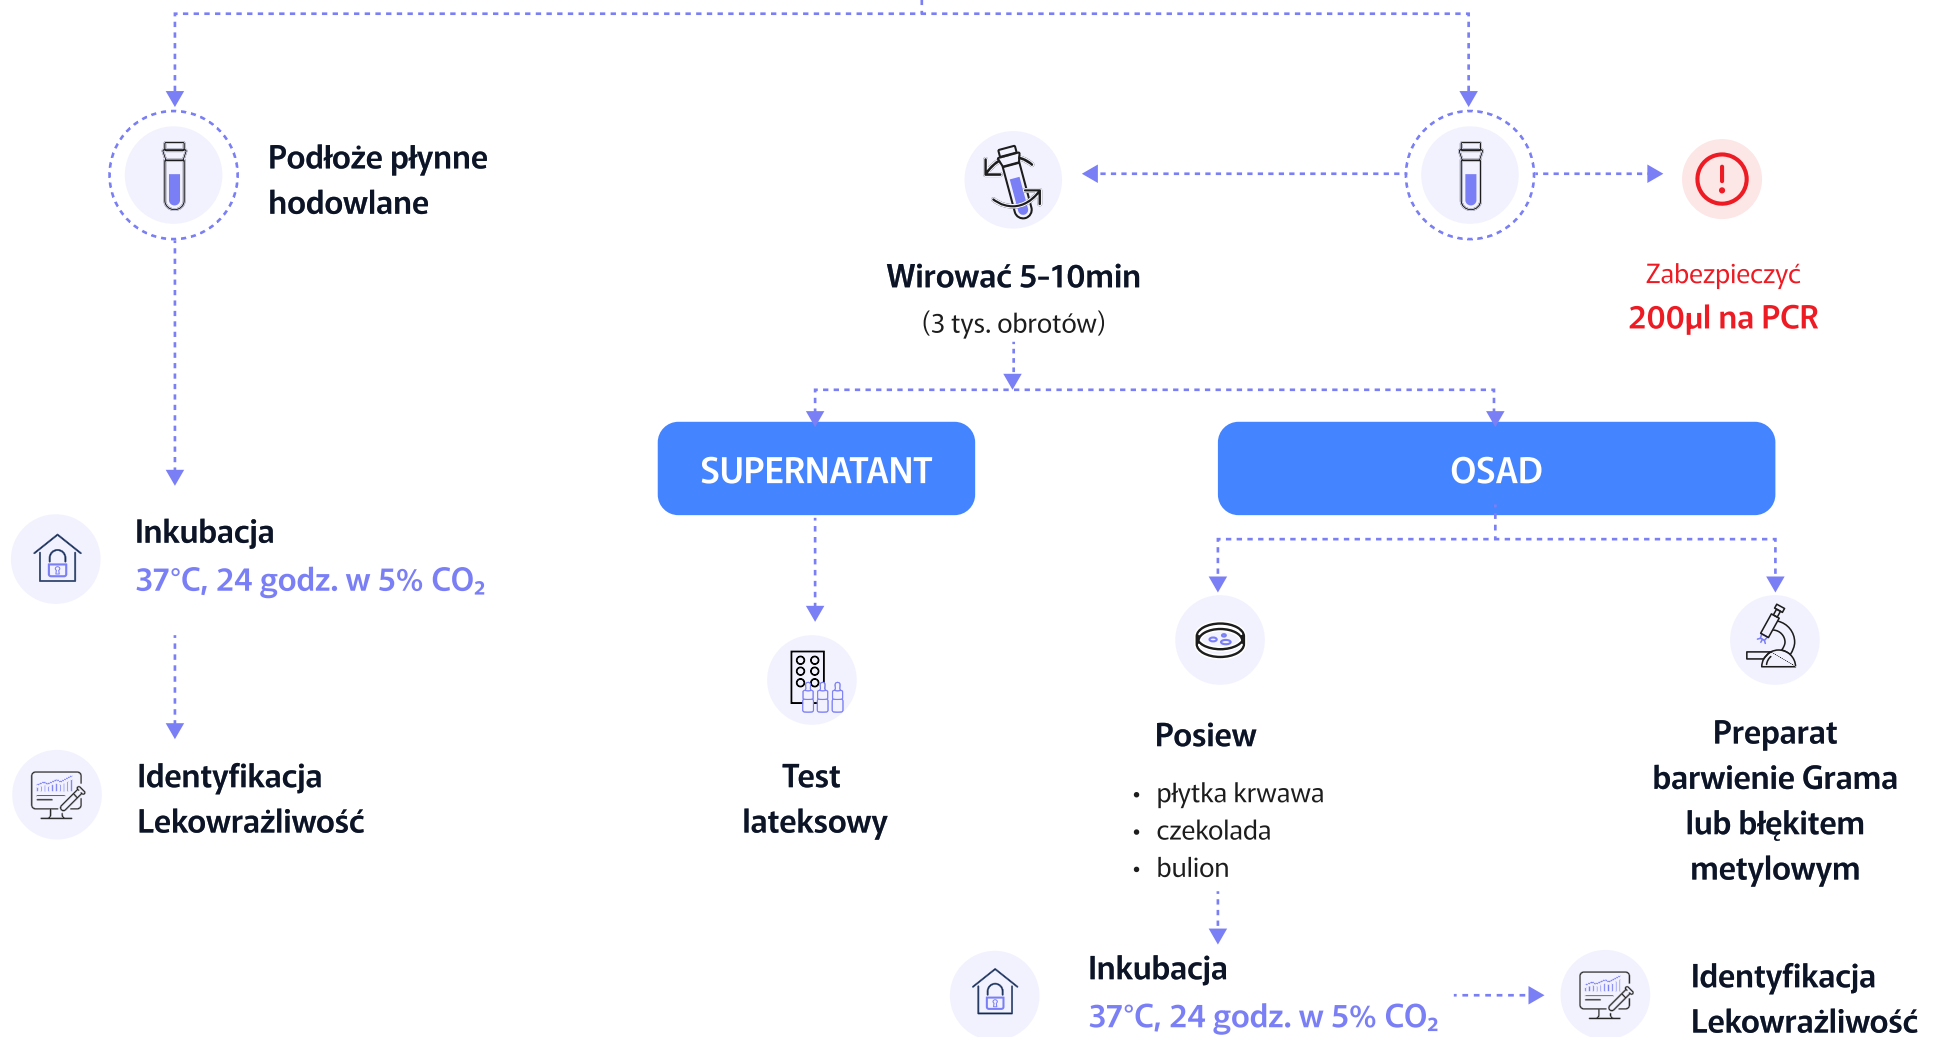 Podłoże płynne
hodowlane
Wirować 5-10min
(3 tys. obrotów)
Zabezpieczyć
200µl na PCR
SUPERNATANT
OSAD
Inkubacja
37°C, 24 godz. w 5% CO₂
Identyfikacja
Lekowrażliwość
Test
lateksowy
Posiew
• płytka krwawa
• czekolada
• bulion
Preparat
barwienie Grama
lub błękitem
metylowym
Inkubacja
37°C, 24 godz. w 5% CO₂
Identyfikacja
Lekowrażliwość